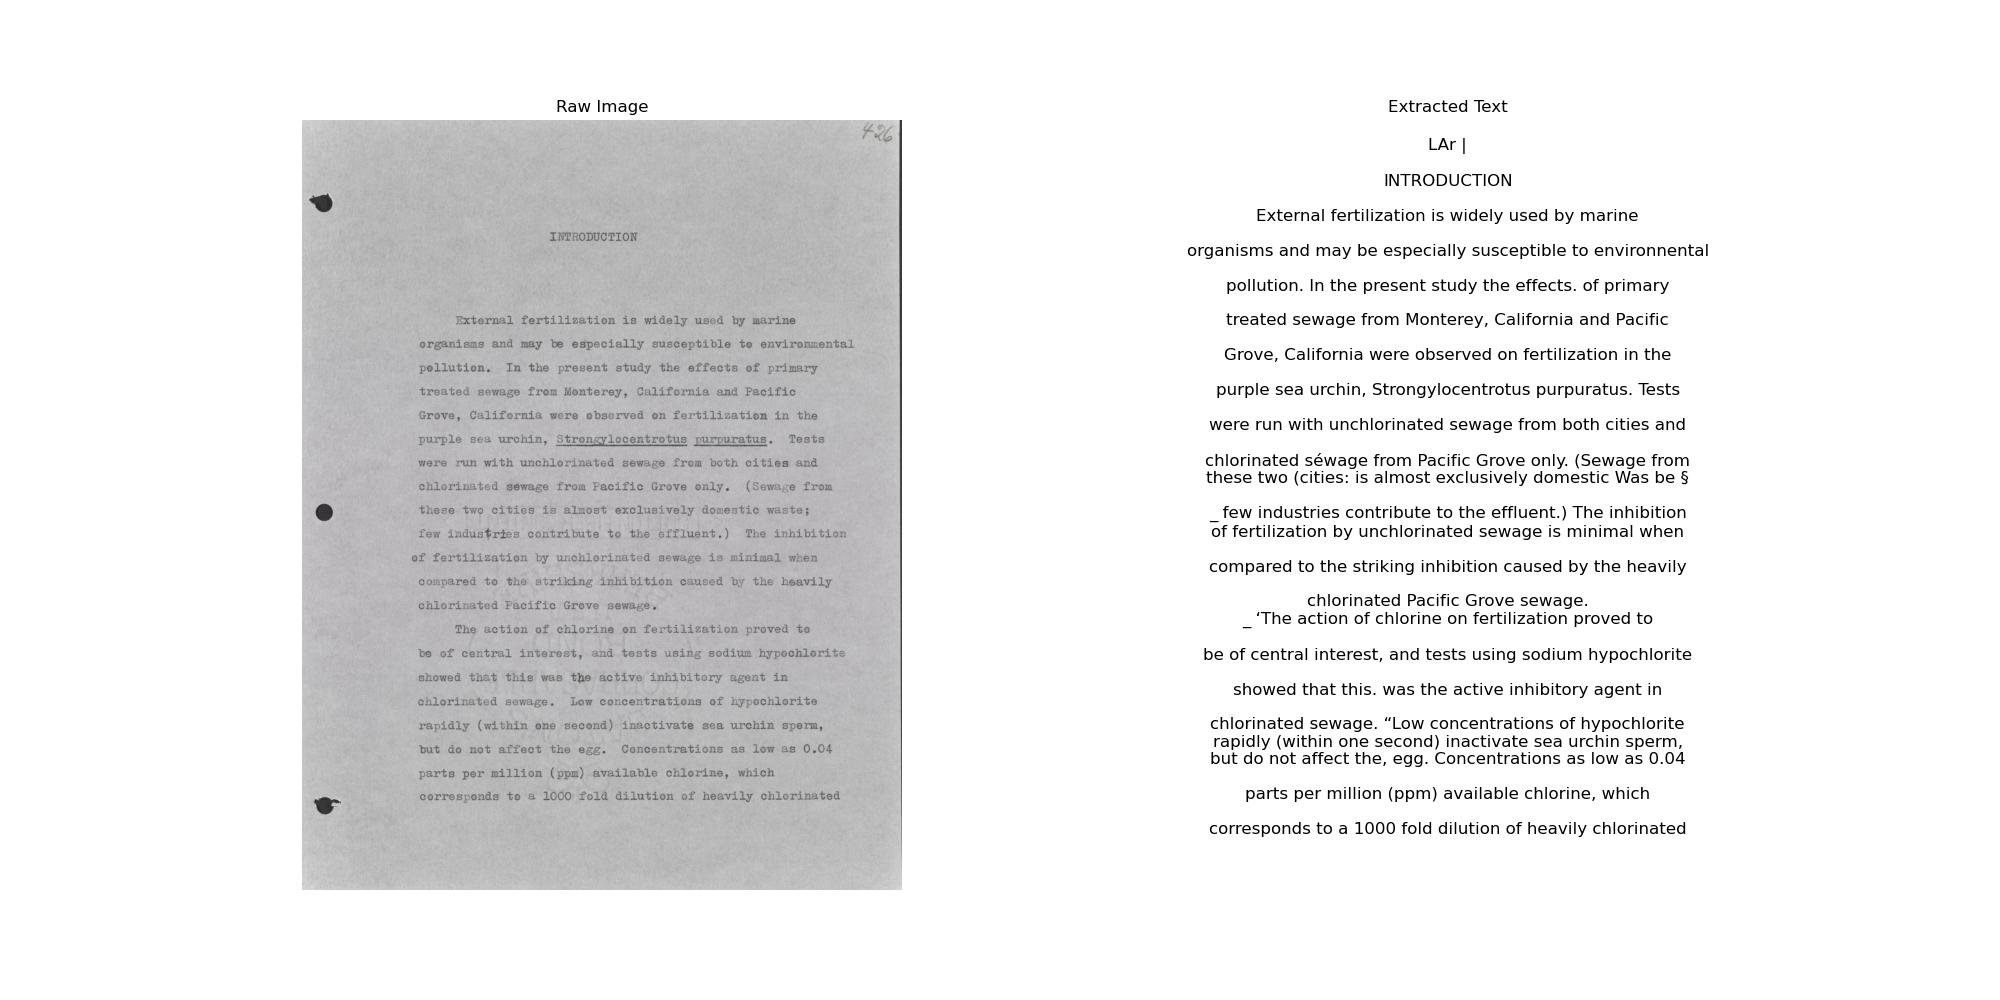 Raw Image
426
INTRODUCTION
External fertilization is widely used by marine
organisms and may be especially susceptible to environmental
pollution. In the present study the effects of primary
treated sewage from Monterey, California and Pacific
Grove, California were observed on fertilization in the
purple sea urchin, Strongylocentrotus purpuratus. Tests
were run with unchlorinated sewage from both cities and
chlorinated sewage from Pacific Grove only. (Sewage from
these two cities is almost exclusively domestic waste;
few industries contribute to the effluent.) The inhibition
of fertilization by unchlorinated sewage is minimal when
compared to the striking inhibition caused by the heavily
chlorinated Pacific Grove sewage.
The action of chlorine on fertilization proved to
be of central interest, and tests using sodium hypochlorite
showed that this was the active inhibitory agent in
chlorinated sewage. Low concentrations of hypochlorite
rapidly (within one second) inactivate sea urchin sperm,
but do not affect the egg. Concentrations as low as 0.04
parts per million (ppm) available chlorine, which
corresponds to a 1000 fold dilution of heavily chlorinated
Extracted Text
LAr |
INTRODUCTION
External fertilization is widely used by marine
organisms and may be especially susceptible to environnental
pollution. In the present study the effects. of primary
treated sewage from Monterey, California and Pacific
Grove, California were observed on fertilization in the
purple sea urchin, Strongylocentrotus purpuratus. Tests
were run with unchlorinated sewage from both cities and
chlorinated séwage from Pacific Grove only. (Sewage from
these two (cities: is almost exclusively domestic Was be §
_ few industries contribute to the effluent.) The inhibition
of fertilization by unchlorinated sewage is minimal when
compared to the striking inhibition caused by the heavily
chlorinated Pacific Grove sewage.
_ ‘The action of chlorine on fertilization proved to
be of central interest, and tests using sodium hypochlorite
showed that this. was the active inhibitory agent in
chlorinated sewage. “Low concentrations of hypochlorite
rapidly (within one second) inactivate sea urchin sperm,
but do not affect the, egg. Concentrations as low as 0.04
parts per million (ppm) available chlorine, which
corresponds to a 1000 fold dilution of heavily chlorinated